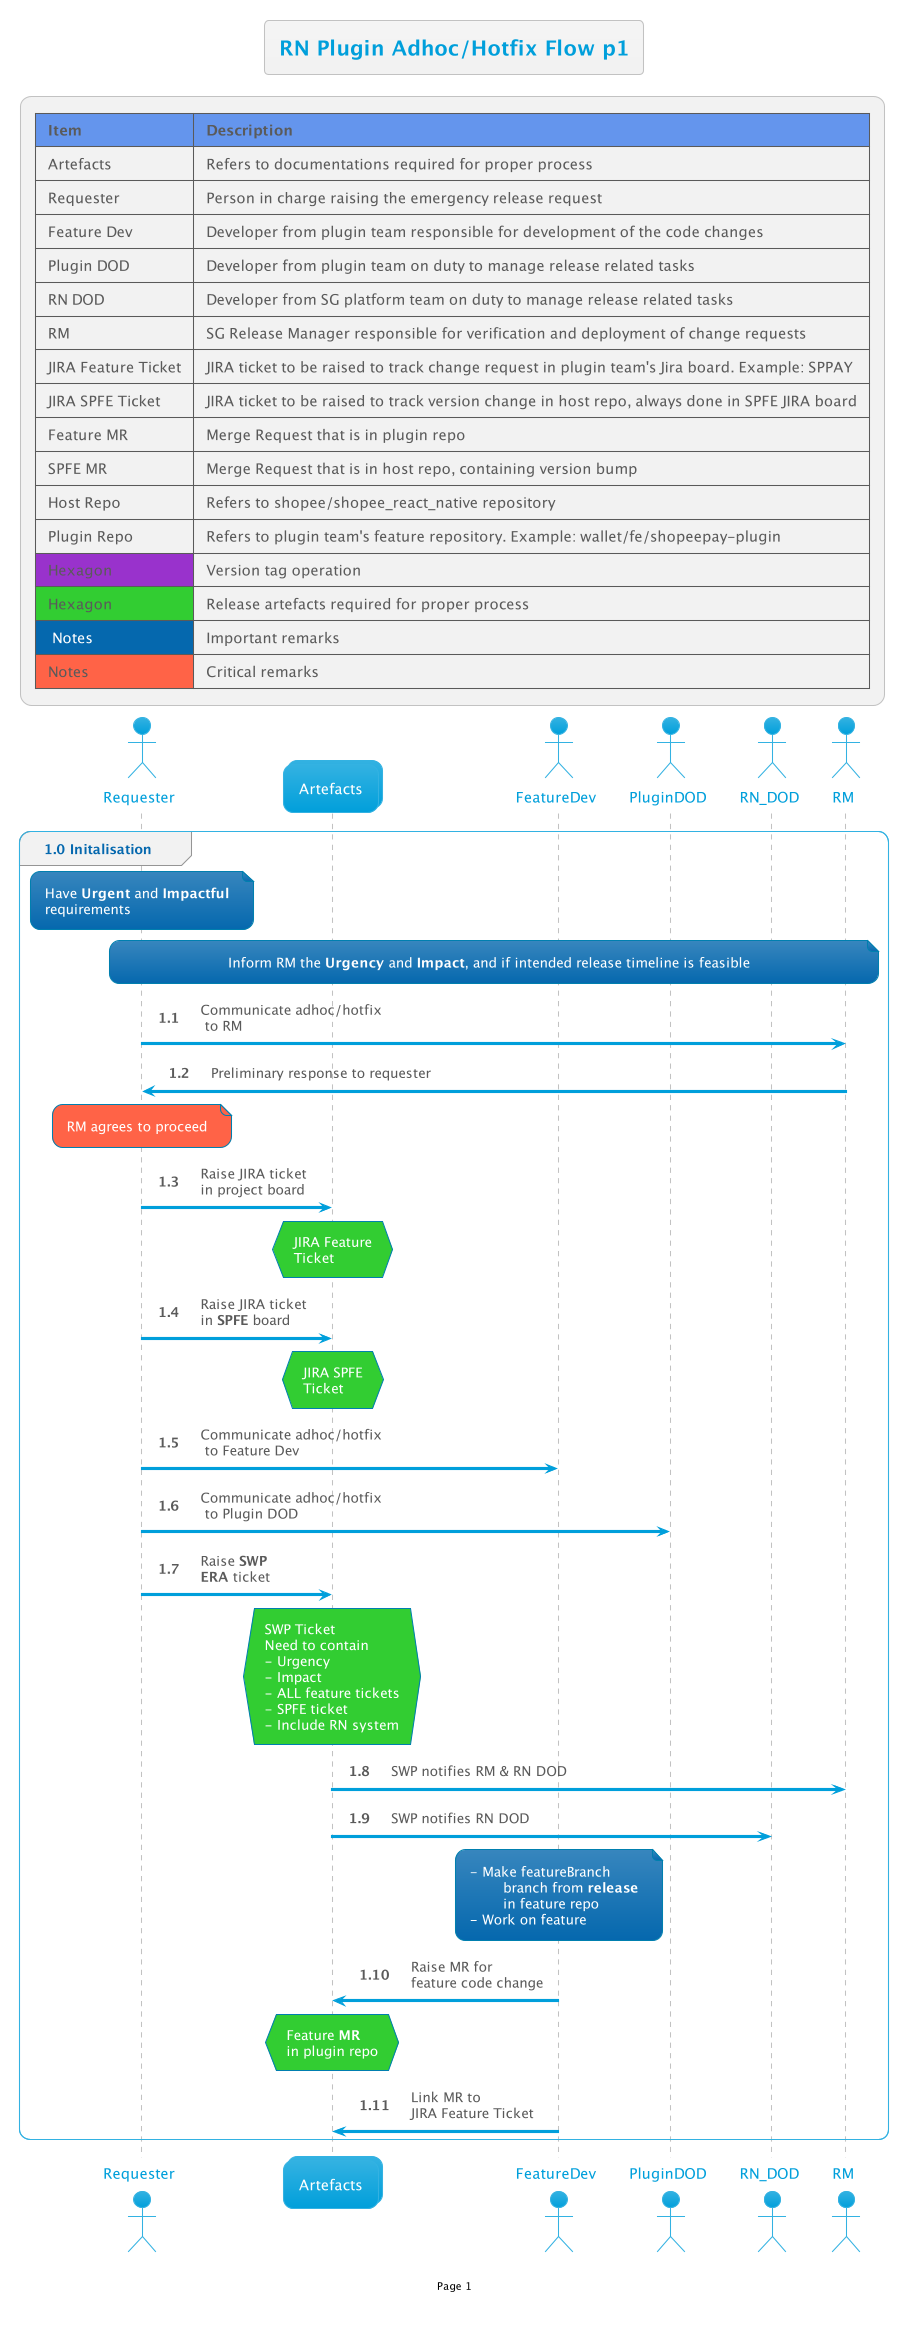 RN Plugin Adhoc/Hotfix Flow p1
Item Description
Artefacts Refers to documentations required for proper process
Requester Person in charge raising the emergency release request
Feature Dev Developer from plugin team responsible for development of the code changes
Plugin DOD Developer from plugin team on duty to manage release related tasks
RN DOD Developer from SG platform team on duty to manage release related tasks
RM SG Release Manager responsible for verification and deployment of change requests
JIRA Feature Ticket JIRA ticket to be raised to track change request in plugin team's Jira board. Example: SPPAY
JIRA SPFE Ticket JIRA ticket to be raised to track version change in host repo, always done in SPFE JIRA board
Feature MR Merge Request that is in plugin repo
SPFE MR Merge Request that is in host repo, containing version bump
Host Repo Refers to shopee/shopee_react_native repository
Plugin Repo Refers to plugin team's feature repository. Example: wallet/fe/shopeepay-plugin
Hexagon Version tag operation
Hexagon Release artefacts required for proper process
Notes Important remarks
Notes Critical remarks
Requester Artefacts FeatureDev PluginDOD RN_DOD RM
1.0 Initalisation
Have Urgent and Impactful
requirements
Inform RM the Urgency and Impact, and if intended release timeline is feasible
1.1 Communicate adhoc/hotfix
to RM
1.2 Preliminary response to requester
RM agrees to proceed
1.3 Raise JIRA ticket
in project board
JIRA Feature
Ticket
1.4 Raise JIRA ticket
in SPFE board
JIRA SPFE
Ticket
1.5 Communicate adhoc/hotfix
to Feature Dev
1.6 Communicate adhoc/hotfix
to Plugin DOD
1.7 Raise SWP
ERA ticket
SWP Ticket
Need to contain
- Urgency
- Impact
- ALL feature tickets
- SPFE ticket
- Include RN system
1.8 SWP notifies RM & RN DOD
1.9 SWP notifies RN DOD
- Make featureBranch
branch from release
in feature repo
- Work on feature
1.10 Raise MR for
feature code change
Feature MR
in plugin repo
1.11 Link MR to
JIRA Feature Ticket
Requester Artefacts FeatureDev PluginDOD RN_DOD RM
Page 1